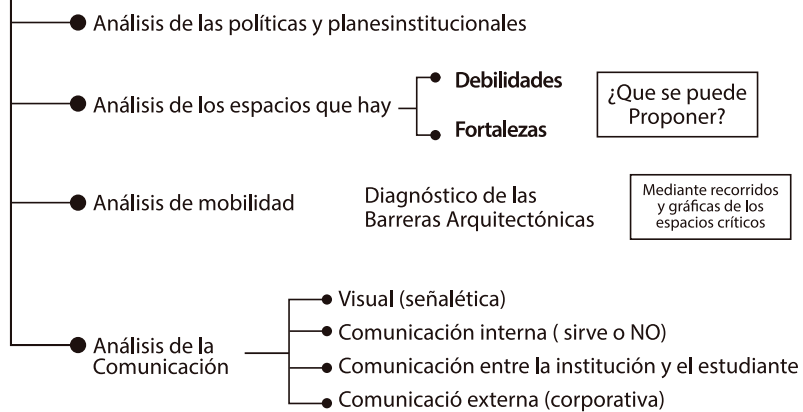 Análisis de las políticas y planesinstitucionales
Análisis de los espacios que hay
Debilidades
Fortalezas
¿Que se puede
Proponer?
Análisis de mobilidad
Diagnóstico de las
Barreras Arquitectónicas
Mediante recorridos
y gráficas de los
espacios críticos
Análisis de la
Comunicación
Visual (señalética)
Comunicación interna ( sirve o NO)
Comunicación entre la institución y el estudiante
Comunicació externa (corporativa)